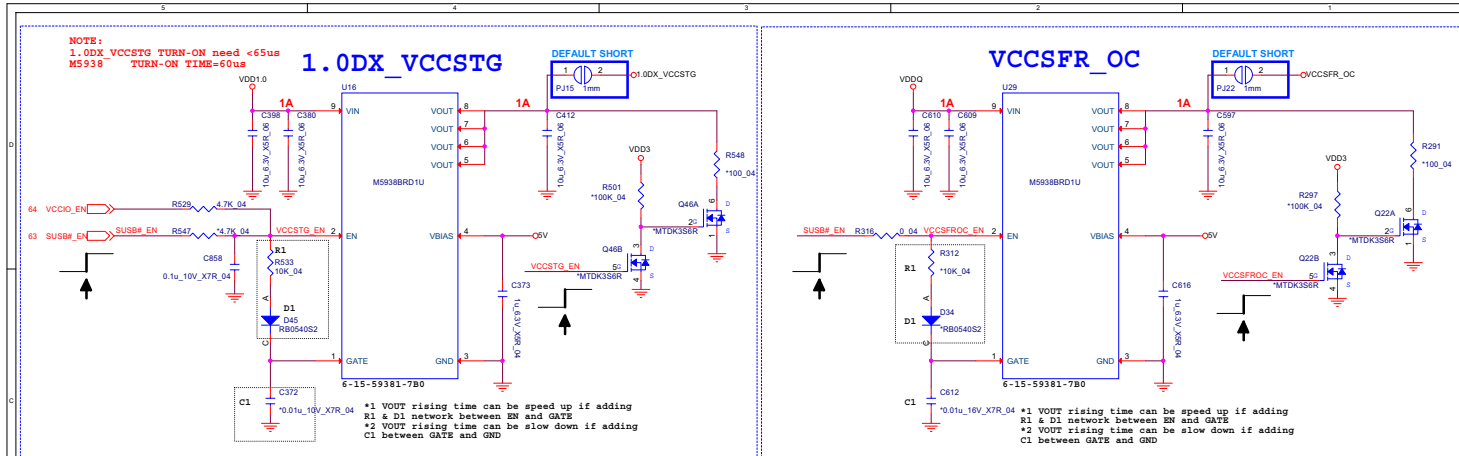 5
4
3
2
1
D
C
NOTE:
1.0DX_VCCSTG TURN-ON need <65us
M5938 TURN-ON TIME=60us
1.0DX_VCCSTG
DEFAULT SHORT
1 2
PJ15 1mm
1.0DX_VCCSTG
VDD1.0
1A
U16
9 VIN
VOUT 8
VOUT 7
VOUT 6
VOUT 5
1A
C398
10u_6.3V_X5R_06
C380
10u_6.3V_X5R_06
C412
10u_6.3V_X5R_06
M5938BRD1U
R548
*100_04
VDD3
R501
*100K_04
Q46A
6
D
2 G
1
S
*MTDK3S6R
64 VCCIO_EN
R529 4.7K_04
63 SUSB#_EN
SUSB#_EN
R547 *4.7K_04
VCCSTG_EN
2 EN
VBIAS 4
5V
Q46B
3
D
5 G
4
S
*MTDK3S6R
VCCSTG_EN
C858
0.1u_10V_X7R_04
R1
R533
10K_04
A
D1
D45
RB0540S2
C
C373
1u_6.3V_X5R_04
1 GATE
GND 3
6-15-59381-7B0
C1
C372
*0.01u_10V_X7R_04
*1 VOUT rising time can be speed up if adding
R1 & D1 network between EN and GATE
*2 VOUT rising time can be slow down if adding
C1 between GATE and GND
VCCSFR_OC
DEFAULT SHORT
1 2
PJ22 1mm
VCCSFR_OC
VDDQ
1A
U29
9 VIN
VOUT 8
VOUT 7
VOUT 6
VOUT 5
1A
C610
10u_6.3V_X5R_06
C609
10u_6.3V_X5R_06
C597
10u_6.3V_X5R_06
M5938BRD1U
R291
*100_04
VDD3
R297
*100K_04
Q22A
6
D
2 G
1
S
*MTDK3S6R
SUSB#_EN
R316 0_04
VCCSFROC_EN
2 EN
VBIAS 4
5V
Q22B
3
D
5 G
4
S
*MTDK3S6R
VCCSFROC_EN
R1
R312
*10K_04
A
D1
D34
*RB0540S2
C
C616
1u_6.3V_X5R_04
1 GATE
GND 3
6-15-59381-7B0
C1
C612
*0.01u_16V_X7R_04
*1 VOUT rising time can be speed up if adding
R1 & D1 network between EN and GATE
*2 VOUT rising time can be slow down if adding
C1 between GATE and GND